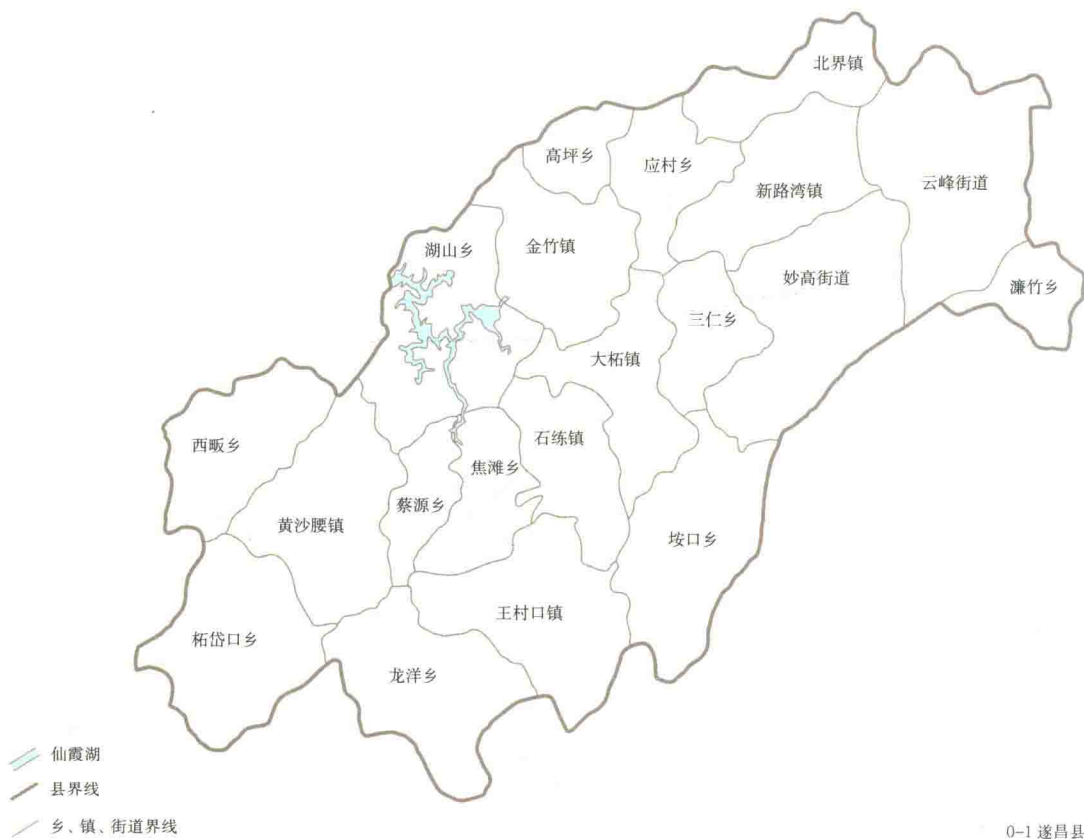 北界镇
高坪乡
应村乡
云峰街道
新路湾镇
湖山乡
金竹镇
妙高街道
濂竹乡
三仁乡
大柘镇
西畈乡
石练镇
焦滩乡
蔡源乡
黄沙腰镇
垵口乡
王村口镇
柘岱口乡
龙洋乡
仙霞湖
县界线
乡、镇、街道界线
0-1 遂昌县